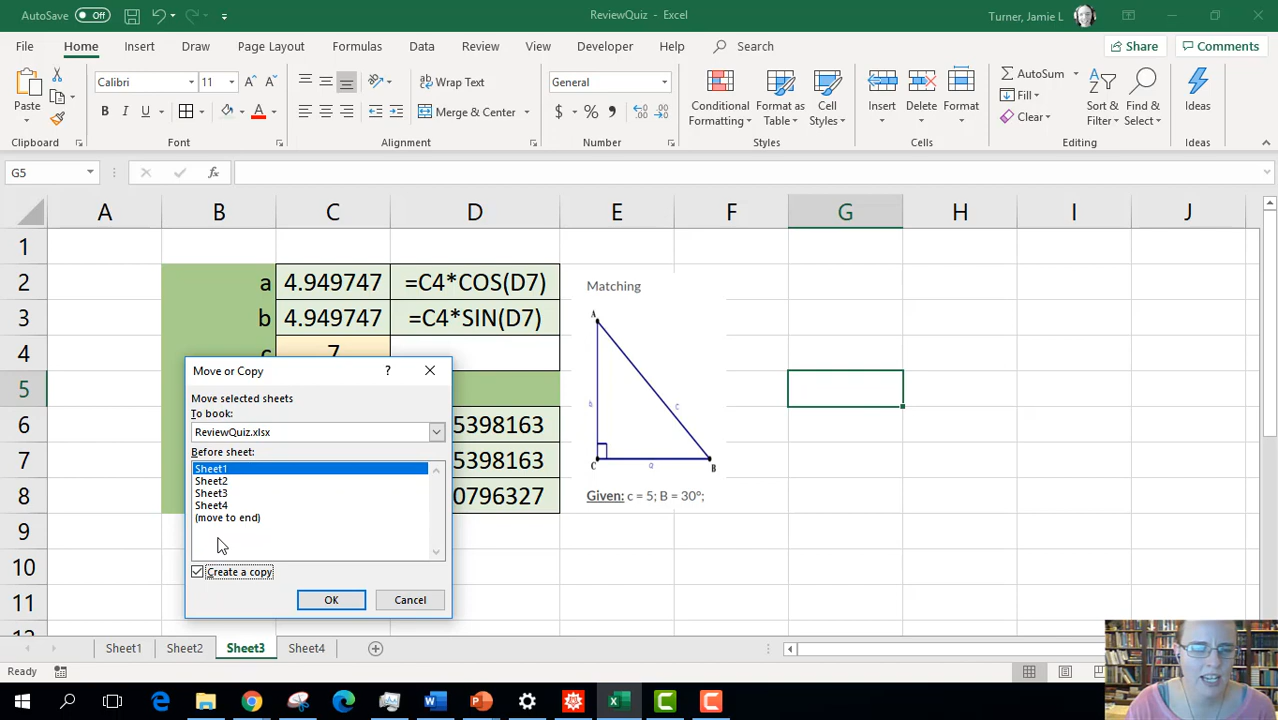 AutoSave Off ReviewQuiz - Excel Turner, Jamie L
File Home Insert Draw Page Layout Formulas Data Review View Developer Help Search Share Comments
Paste Calibri 11 A A Wrap Text General Conditional Formatting Format as Table Cell Styles Insert Delete Format AutoSum Fill Clear Sort & Filter Find & Select Ideas
B I U A Merge & Center $ % ,
Clipboard Font Alignment Number Styles Cells Editing Ideas
G5 fx
A B C D E F G H I J
1
2 a 4.949747 =C4*COS(D7) Matching
3 b 4.949747 =C4*SIN(D7) A
4 c 7
5 b c
6 5398163
7 5398163 C a B
8 0796327 Given: c = 5; B = 30°;
9
10
11
12
Move or Copy ?
Move selected sheets
To book:
ReviewQuiz.xlsx
Before sheet:
Sheet1
Sheet2
Sheet3
Sheet4
(move to end)
Create a copy
OK Cancel
Sheet1 Sheet2 Sheet3 Sheet4
Ready